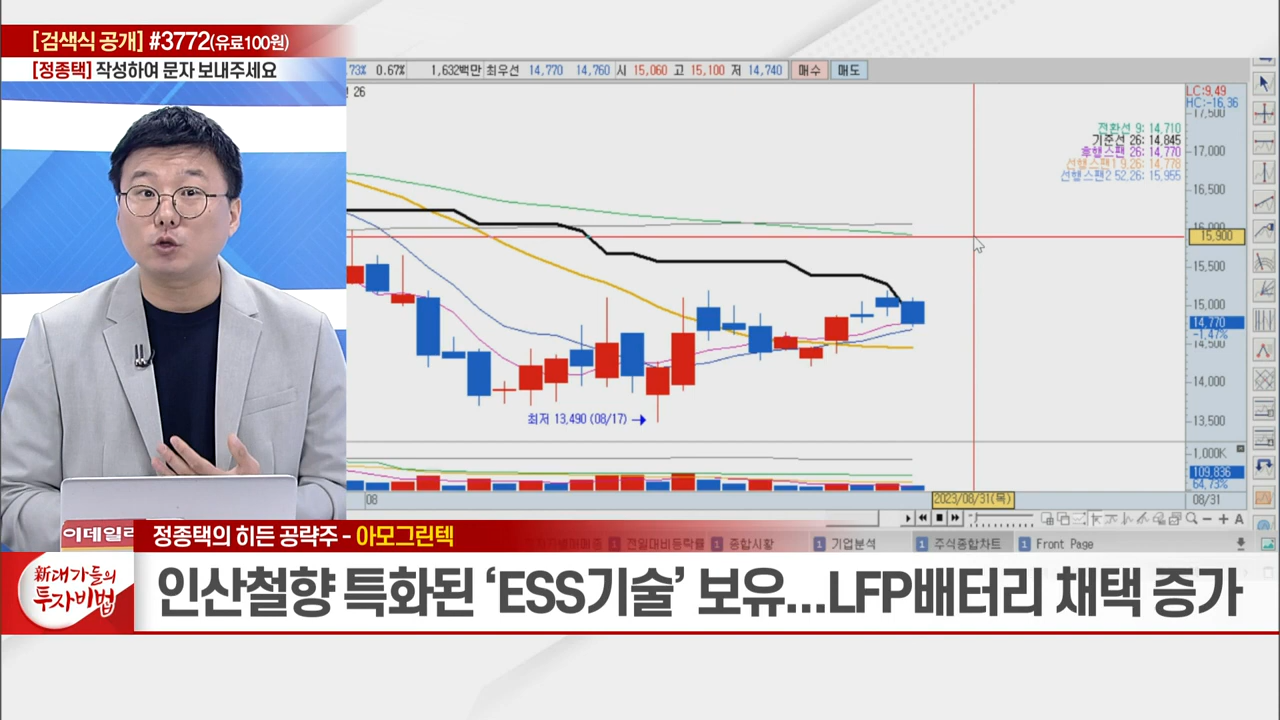 [검색식 공개] #3772(유료100원)
[정종택] 작성하여 문자 보내주세요
.73% 0.67% 1,632백만 최우선 14,770 14,760 시 15,060 고 15,100 저 14,740 매수 매도
26
LC:9,49
HC:-16,36
17,500
전환선 9: 14,710
기준선 26: 14,845
후행스팬 26: 14,770
선행스팬1 9,26: 14,778
선행스팬2 52,26: 15,955
17,000
16,500
16,000
15,900
15,500
15,000
14,770
-1,47%
14,500
14,000
13,500
최저 13,490 (08/17)
1,000K
109,836
64,73%
08
2023/08/31(목)
08/31
전일대비등락률 1 종합시황 1 기업분석 1 주식종합차트 1 Front Page
이데일리
정종택의 히든 공략주 - 아모그린텍
新대가들의
투자비법
인산철향 특화된 ‘ESS기술’ 보유...LFP배터리 채택 증가